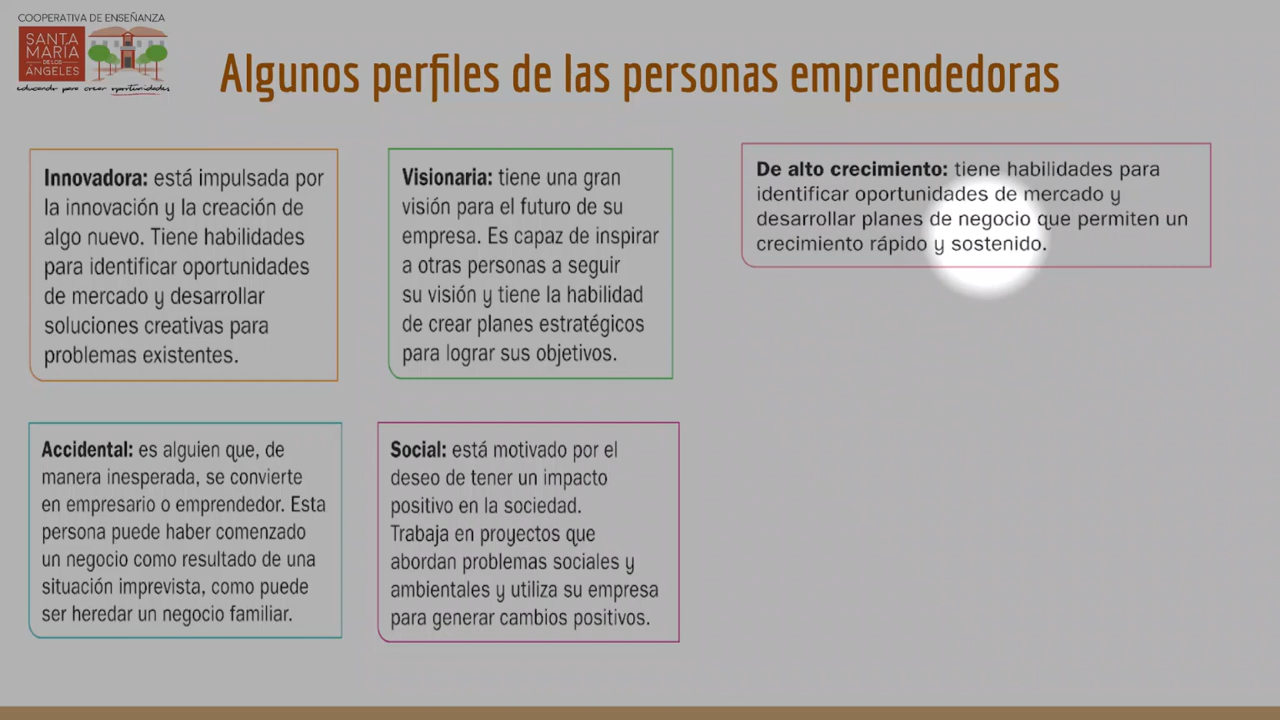 COOPERATIVA DE ENSEÑANZA
SANTA
MARÍA
DE LOS
ÁNGELES
educando para crear oportunidades
Algunos perfiles de las personas emprendedoras
Innovadora: está impulsada por
la innovación y la creación de
algo nuevo. Tiene habilidades
para identificar oportunidades
de mercado y desarrollar
soluciones creativas para
problemas existentes.
Visionaria: tiene una gran
visión para el futuro de su
empresa. Es capaz de inspirar
a otras personas a seguir
su visión y tiene la habilidad
de crear planes estratégicos
para lograr sus objetivos.
De alto crecimiento: tiene habilidades para
identificar oportunidades de mercado y
desarrollar planes de negocio que permiten un
crecimiento rápido y sostenido.
Accidental: es alguien que, de
manera inesperada, se convierte
en empresario o emprendedor. Esta
persona puede haber comenzado
un negocio como resultado de una
situación imprevista, como puede
ser heredar un negocio familiar.
Social: está motivado por el
deseo de tener un impacto
positivo en la sociedad.
Trabaja en proyectos que
abordan problemas sociales y
ambientales y utiliza su empresa
para generar cambios positivos.